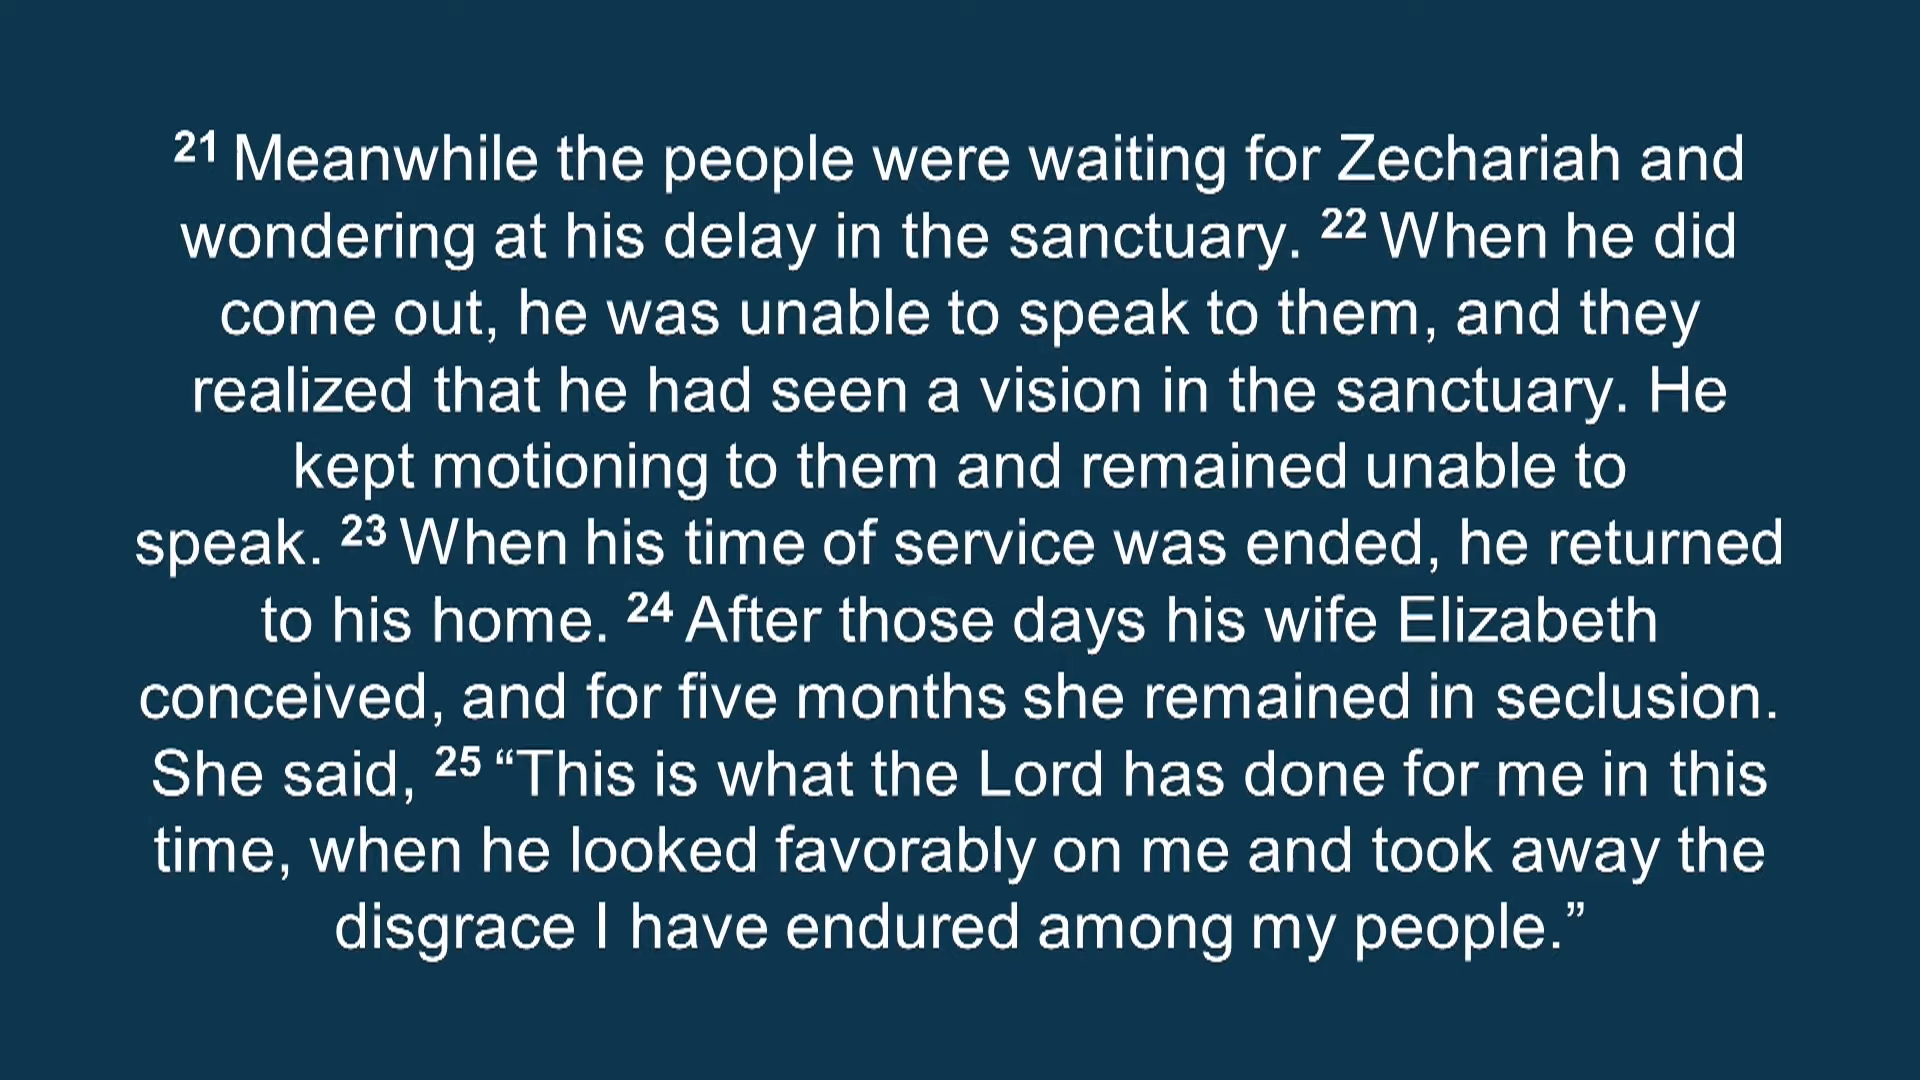 21 Meanwhile the people were waiting for Zechariah and
wondering at his delay in the sanctuary. 22 When he did
come out, he was unable to speak to them, and they
realized that he had seen a vision in the sanctuary. He
kept motioning to them and remained unable to
speak. 23 When his time of service was ended, he returned
to his home. 24 After those days his wife Elizabeth
conceived, and for five months she remained in seclusion.
She said, 25 “This is what the Lord has done for me in this
time, when he looked favorably on me and took away the
disgrace I have endured among my people.”